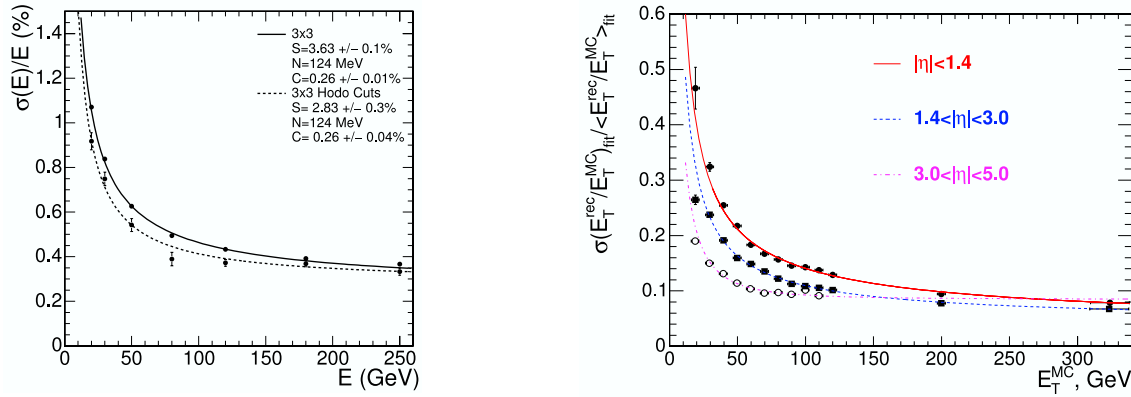 σ(E)/E (%)
1.4
1.2
1
0.8
0.6
0.4
0.2
0
0 50 100 150 200 250
E (GeV)
3x3
S=3.63 +/- 0.1%
N=124 MeV
C=0.26 +/- 0.01%
3x3 Hodo Cuts
S= 2.83 +/- 0.3%
N=124 MeV
C= 0.26 +/- 0.04%
σ(E_T^rec/E_T^MC)_fit/<E_T^rec/E_T^MC>_fit
0.6
0.5
0.4
0.3
0.2
0.1
0
0 50 100 150 200 250 300
E_T^MC, GeV
|η|<1.4
1.4<|η|<3.0
3.0<|η|<5.0